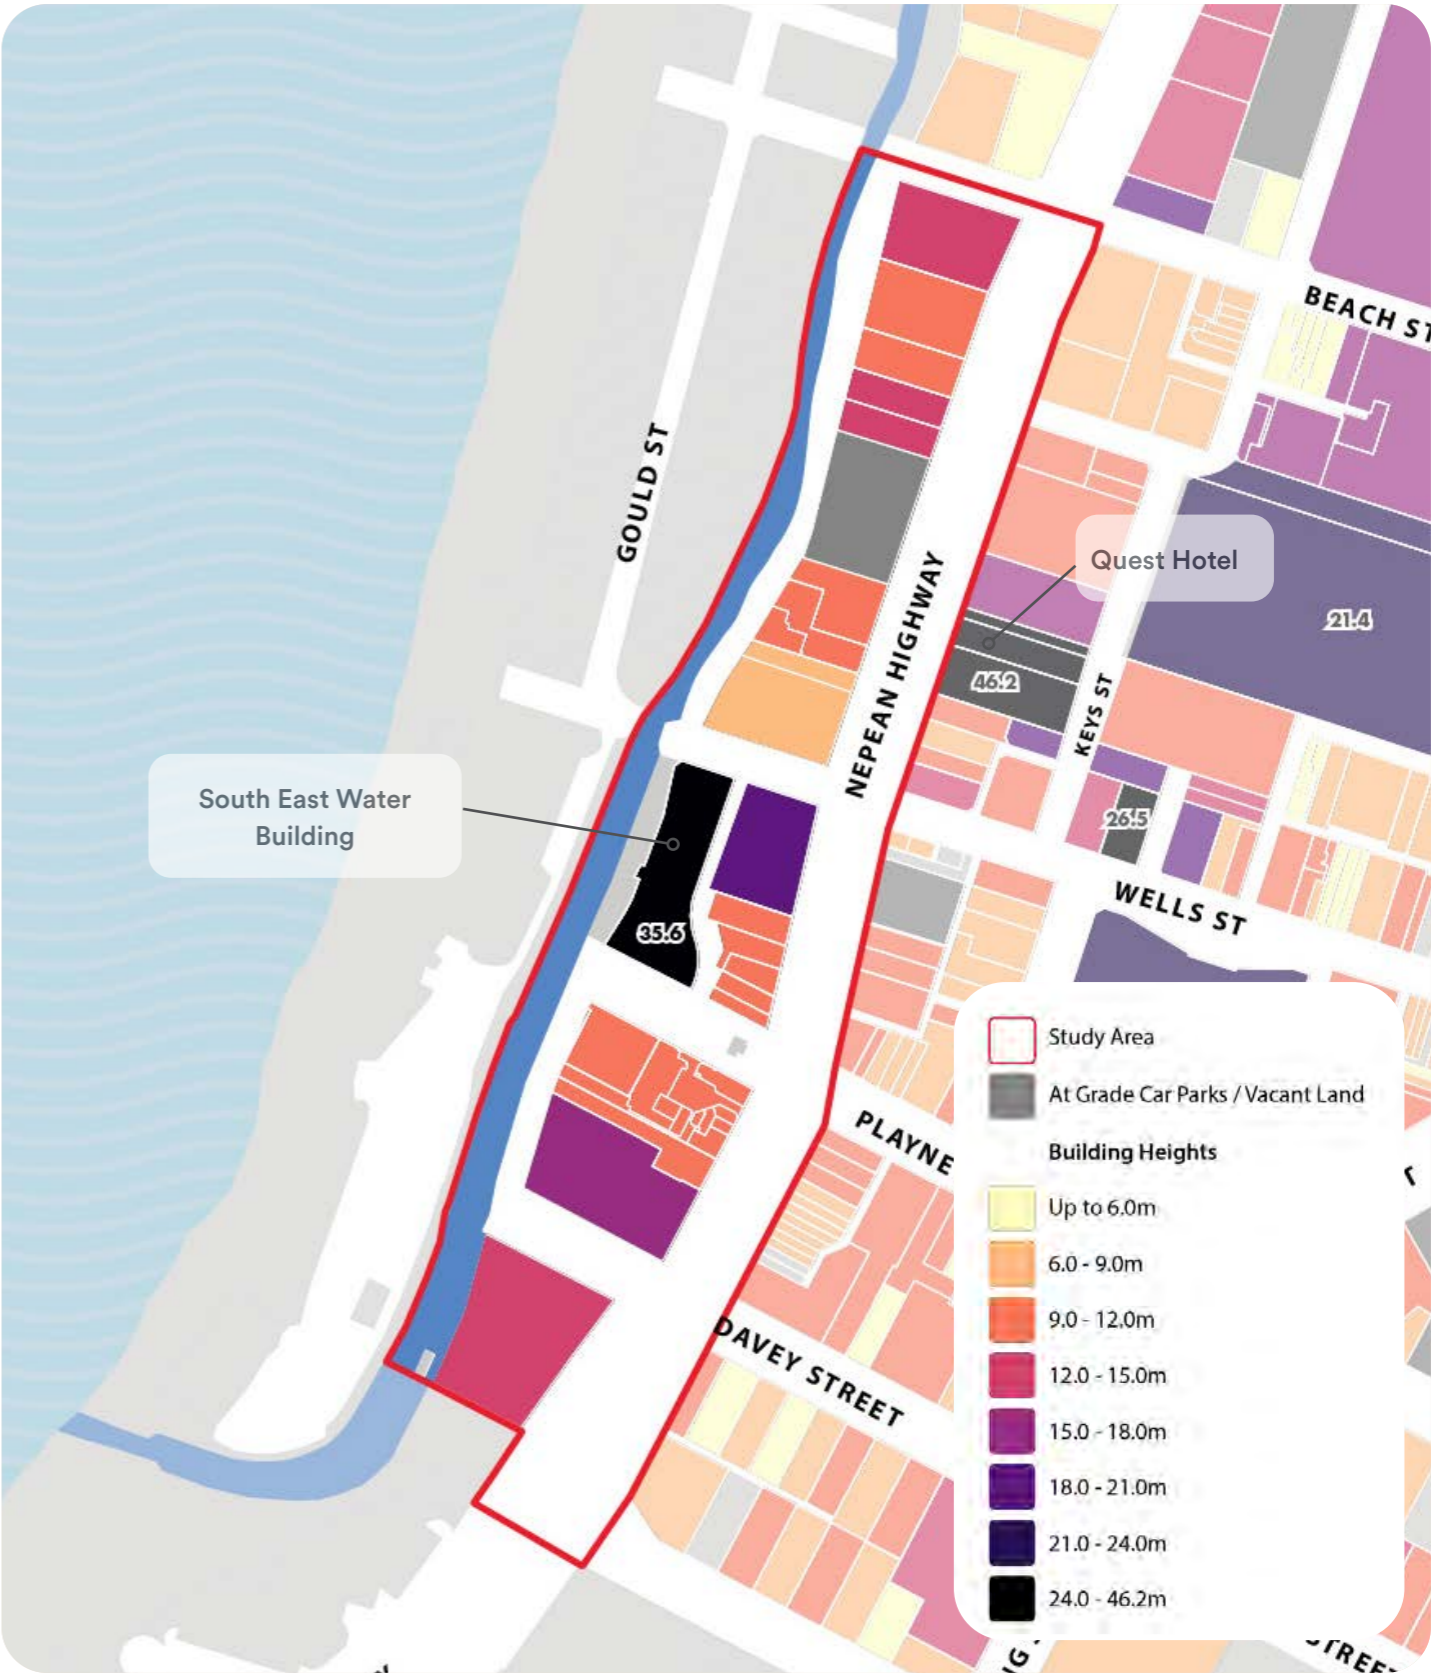 BEACH ST
GOULD ST
Quest Hotel
21.4
NEPEAN HIGHWAY
46.2
KEYS ST
South East Water
Building
26.5
WELLS ST
35.6
PLAYNE
DAVEY STREET
Study Area
At Grade Car Parks / Vacant Land
Building Heights
Up to 6.0m
6.0 - 9.0m
9.0 - 12.0m
12.0 - 15.0m
15.0 - 18.0m
18.0 - 21.0m
21.0 - 24.0m
24.0 - 46.2m
STREET